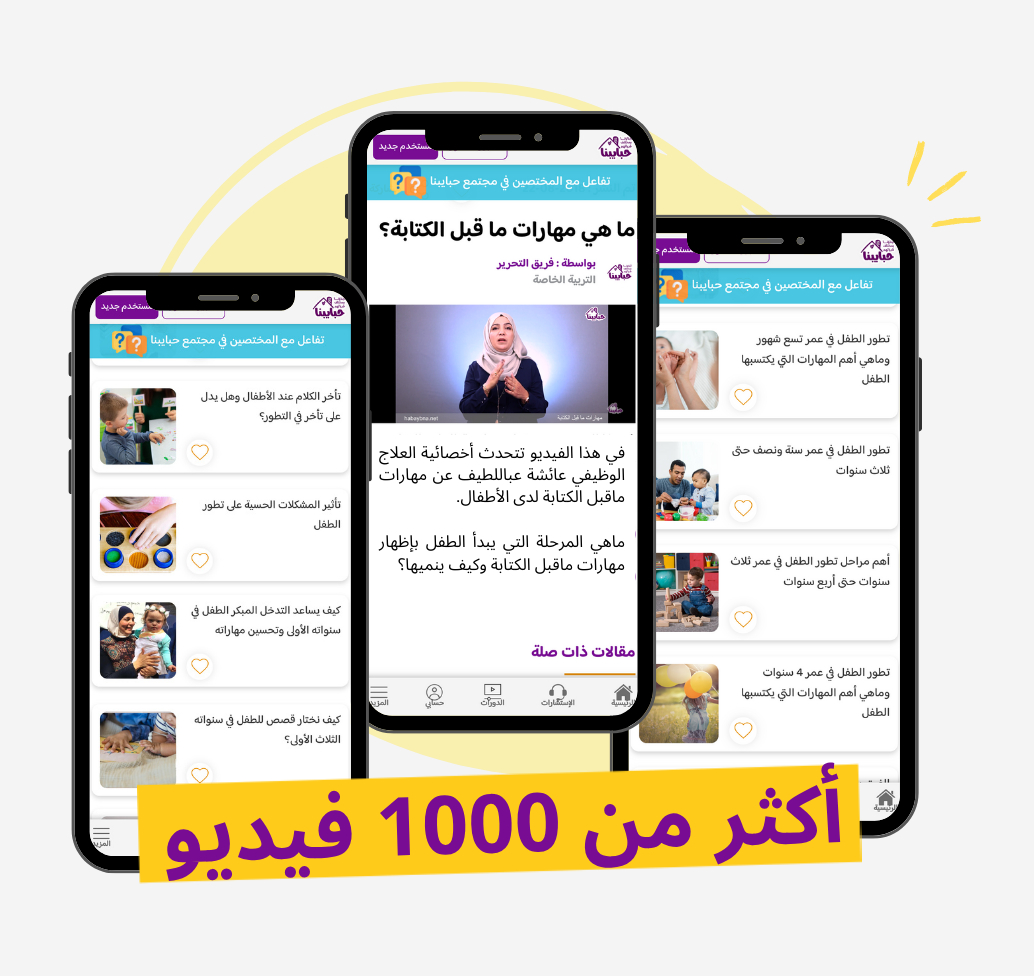 مستخدم جديد
حبايبنا
تفاعل مع المختصين في مجتمع حبايبنا
ما هي مهارات ما قبل الكتابة؟
بواسطة : فريق التحرير
التربية الخاصة
حبايبنا
habaybna.net
مهارات ما قبل الكتابة
في هذا الفيديو تتحدث أخصائية العلاج
الوظيفي عائشة عباللطيف عن مهارات
ماقبل الكتابة لدى الأطفال.
ماهي المرحلة التي يبدأ الطفل بإظهار
مهارات ماقبل الكتابة وكيف ينميها؟
مقالات ذات صلة
الرئيسية
الإستشارات
الدورات
حسابي
المزيد
حبايبنا
تفاعل مع المختصين في مجتمع حبايبنا
تطور الطفل في عمر تسع شهور
وماهي أهم المهارات التي يكتسبها
الطفل
تطور الطفل في عمر سنة ونصف حتى
ثلاث سنوات
أهم مراحل تطور الطفل في عمر ثلاث
سنوات حتى أربع سنوات
تطور الطفل في عمر 4 سنوات
وماهي أهم المهارات التي يكتسبها
الطفل
الرئيسية
مستخدم جديد
حبايبنا
تفاعل مع المختصين في مجتمع حبايبنا
تأخر الكلام عند الأطفال وهل يدل
على تأخر في التطور؟
تأثير المشكلات الحسية على تطور
الطفل
كيف يساعد التدخل المبكر الطفل في
سنواته الأولى وتحسين مهاراته
كيف نختار قصص للطفل في سنواته
الثلاث الأولى؟
المزيد
أكثر من 1000 فيديو